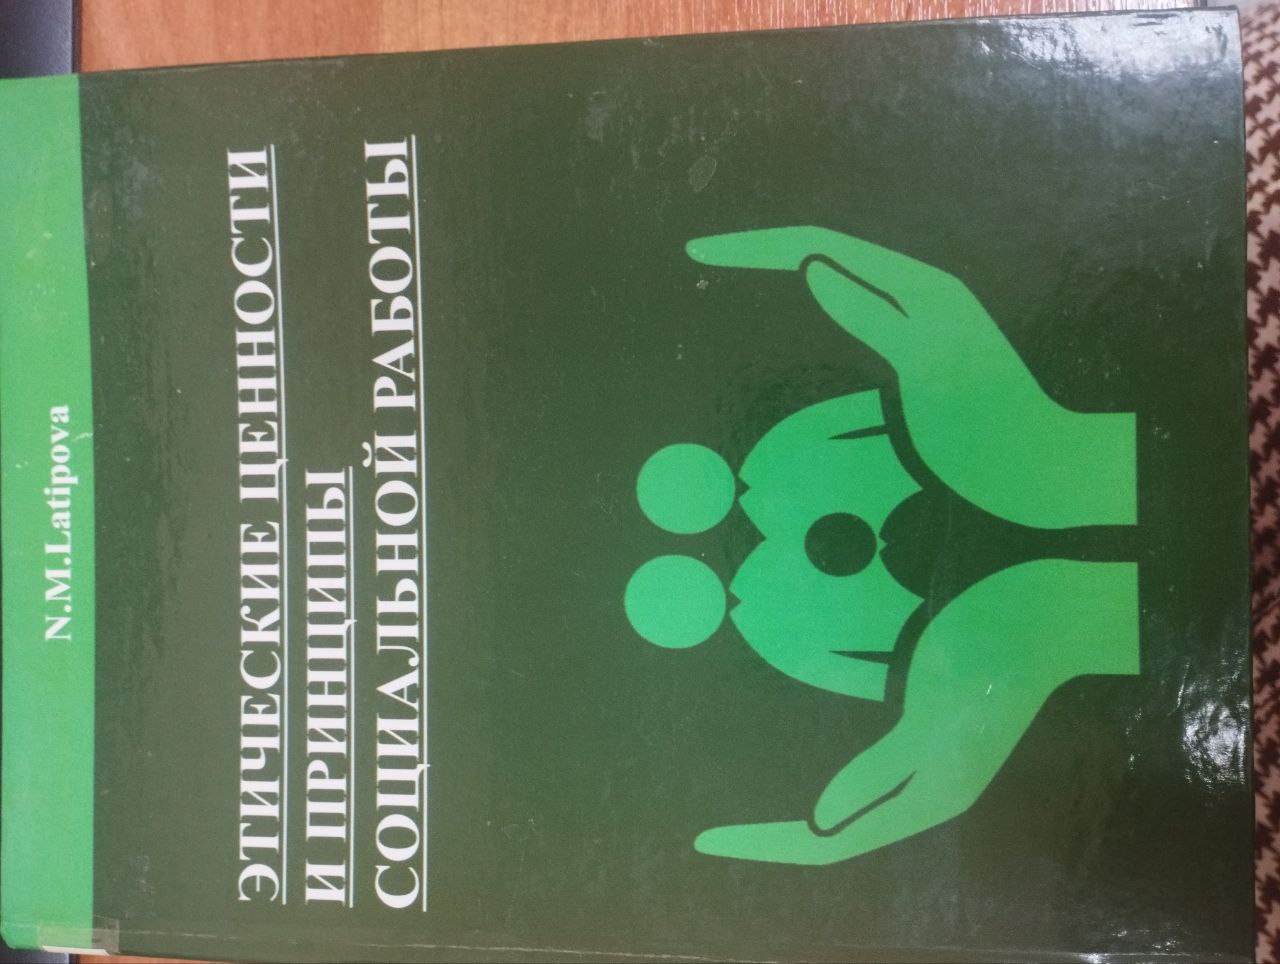 N.M.Latipova
ЭТИЧЕСКИЕ ЦЕННОСТИ
И ПРИНЦИПЫ
СОЦИАЛЬНОЙ РАБОТЫ